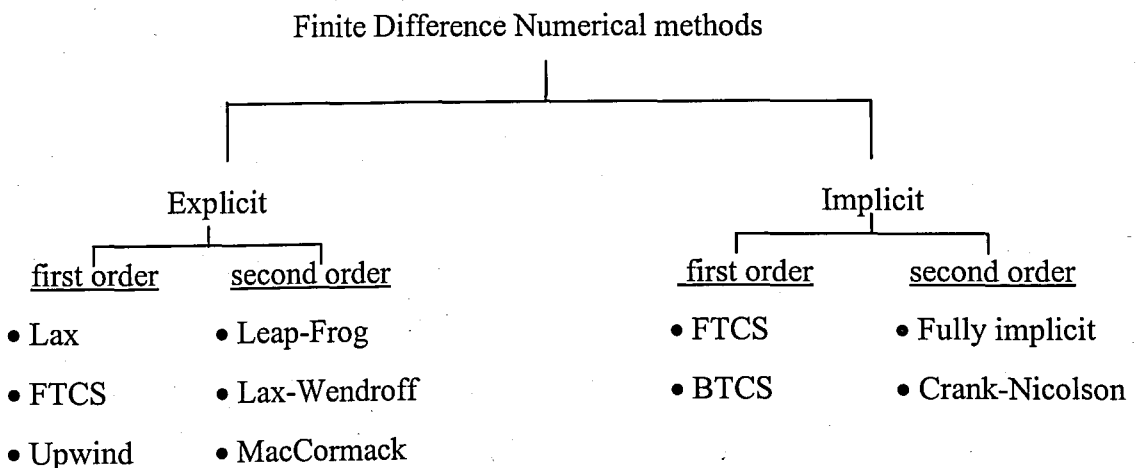 Finite Difference Numerical methods
Explicit
Implicit
first order
second order
first order
second order
• Lax
• Leap-Frog
• FTCS
• Fully implicit
• FTCS
• Lax-Wendroff
• BTCS
• Crank-Nicolson
• Upwind
• MacCormack